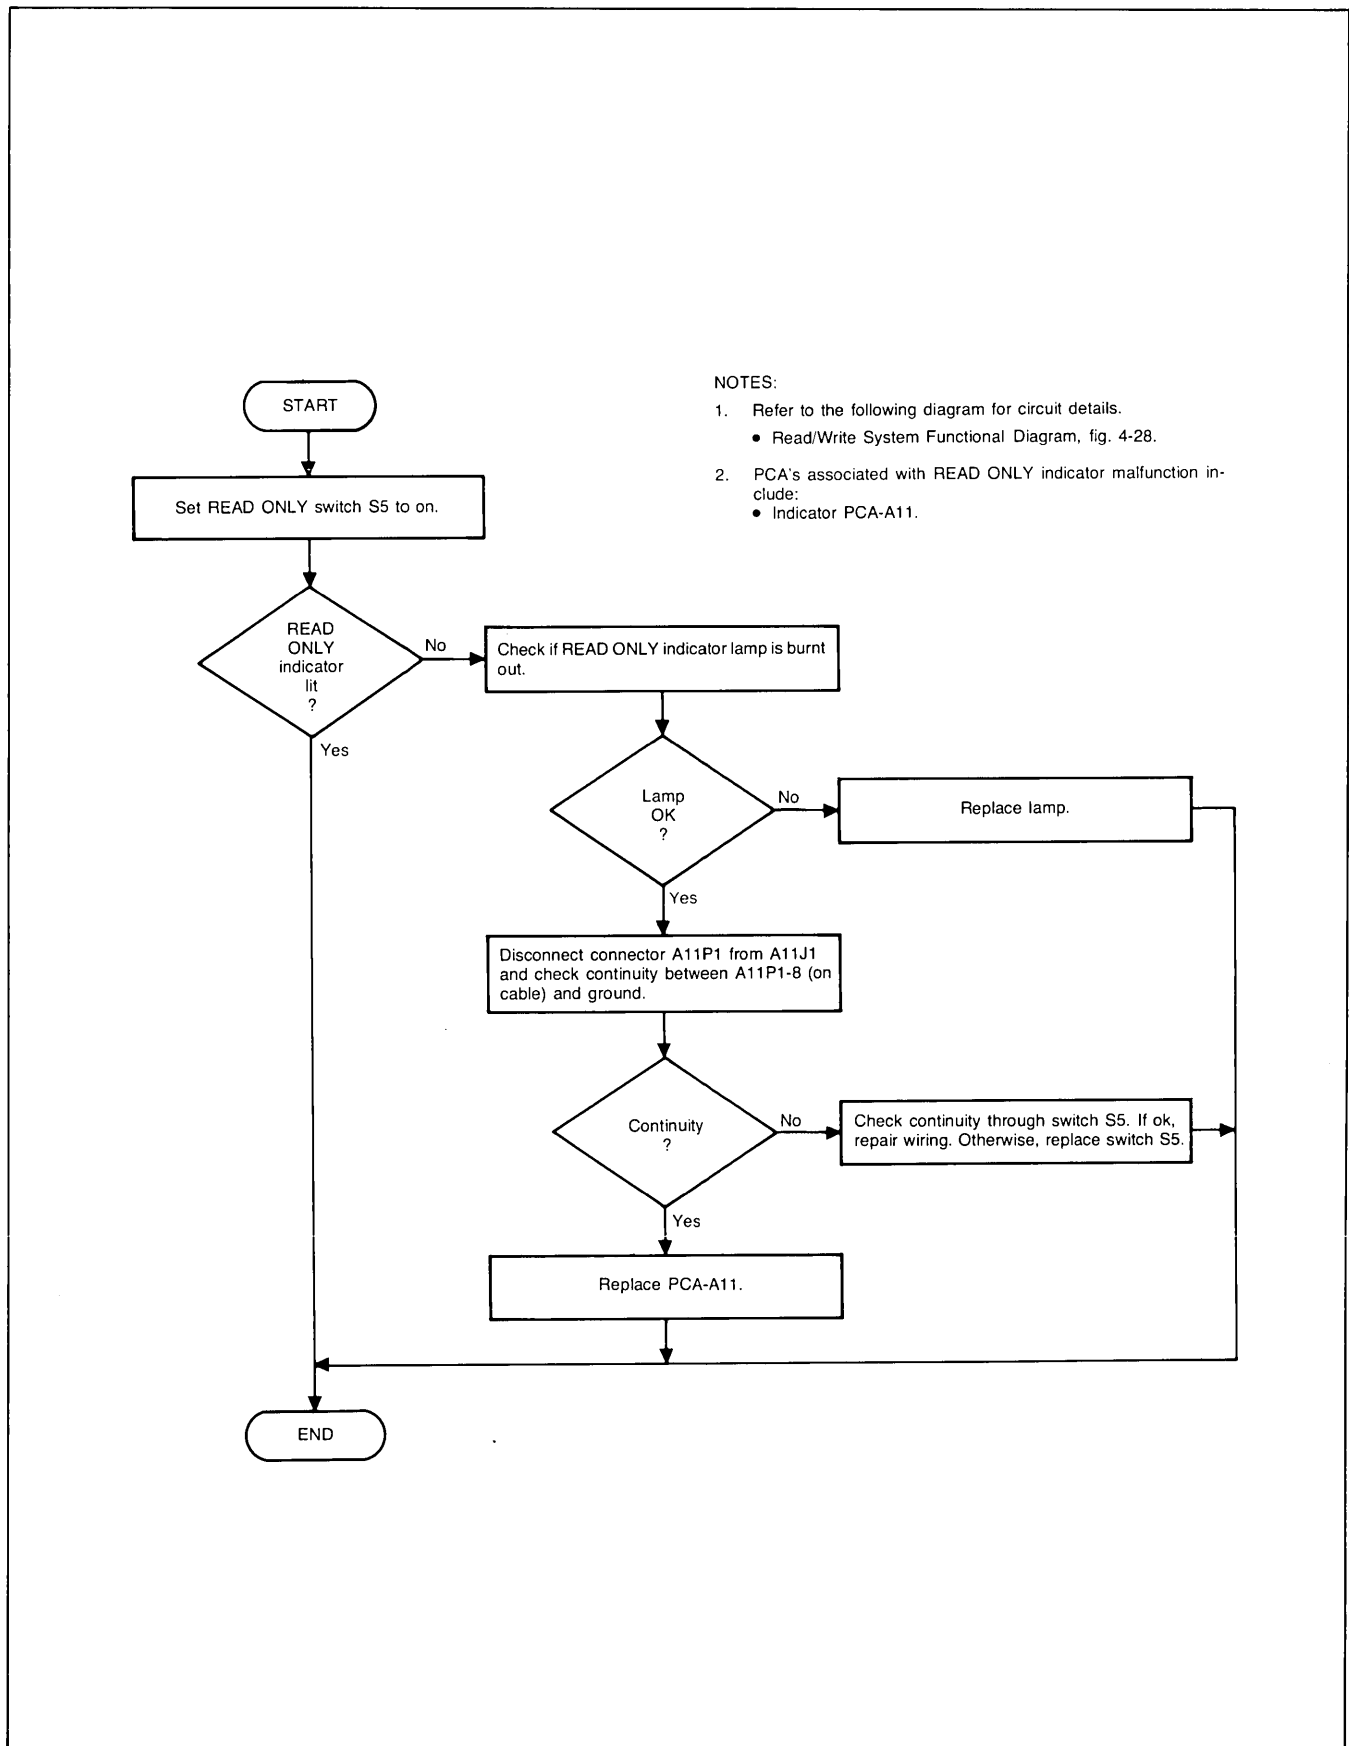 NOTES:
1. Refer to the following diagram for circuit details.
• Read/Write System Functional Diagram, fig. 4-28.
2. PCA's associated with READ ONLY indicator malfunction in-
clude:
• Indicator PCA-A11.
START
Set READ ONLY switch S5 to on.
READ
ONLY
indicator
lit
?
No
Yes
Check if READ ONLY indicator lamp is burnt
out.
Lamp
OK
?
No
Replace lamp.
Yes
Disconnect connector A11P1 from A11J1
and check continuity between A11P1-8 (on
cable) and ground.
Continuity
?
No
Check continuity through switch S5. If ok,
repair wiring. Otherwise, replace switch S5.
Yes
Replace PCA-A11.
END